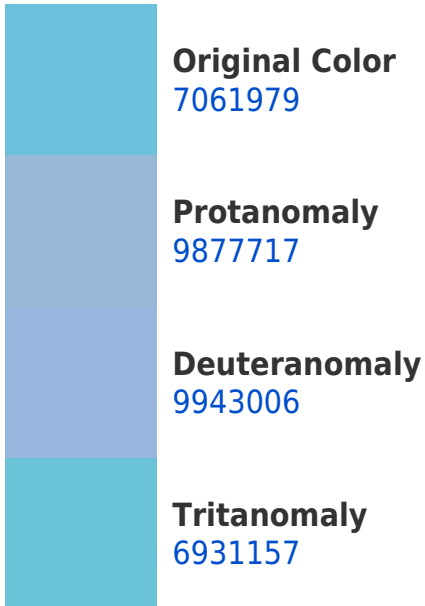 Original Color
7061979
Protanomaly
9877717
Deuteranomaly
9943006
Tritanomaly
6931157